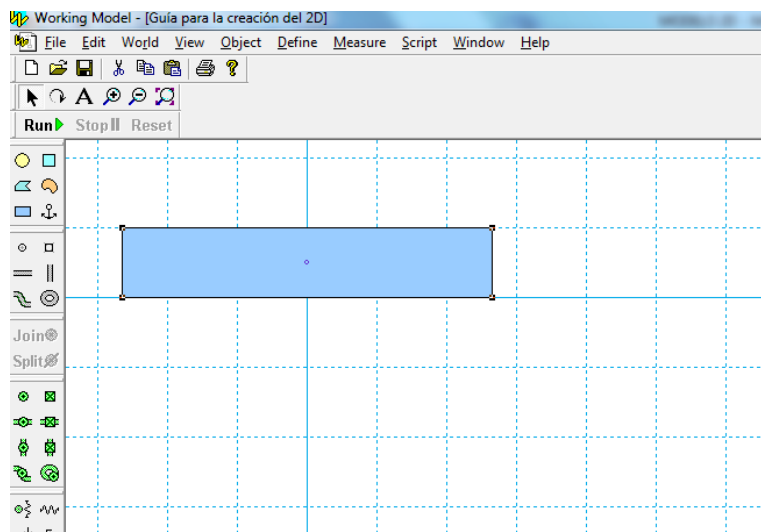 Working Model - [Guía para la creación del 2D]
File Edit World View Object Define Measure Script Window Help
A
Run Stop Reset
Join
Split